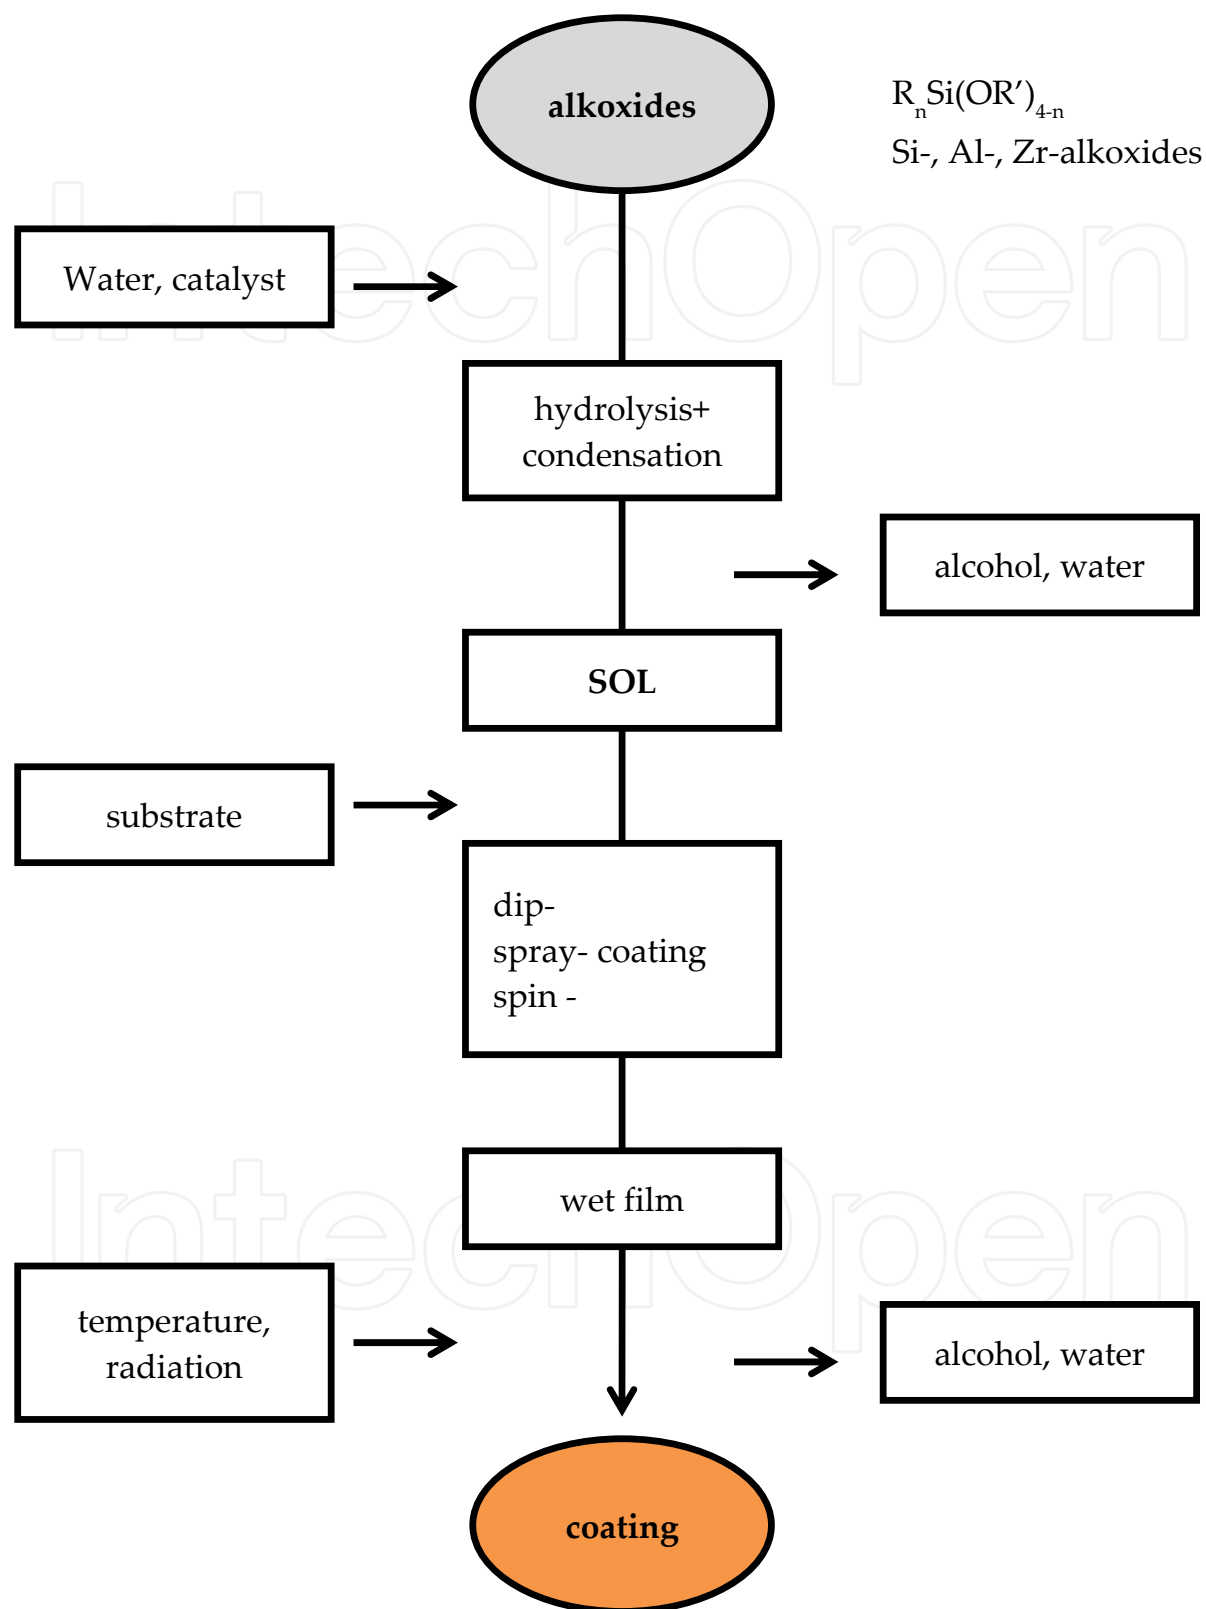 alkoxides
RₙSi(OR’)₄₋ₙ
Si-, Al-, Zr-alkoxides
IntechOpen
Water, catalyst
hydrolysis+
condensation
alcohol, water
SOL
substrate
dip-
spray- coating
spin -
wet film
IntechOpen
temperature,
radiation
alcohol, water
coating